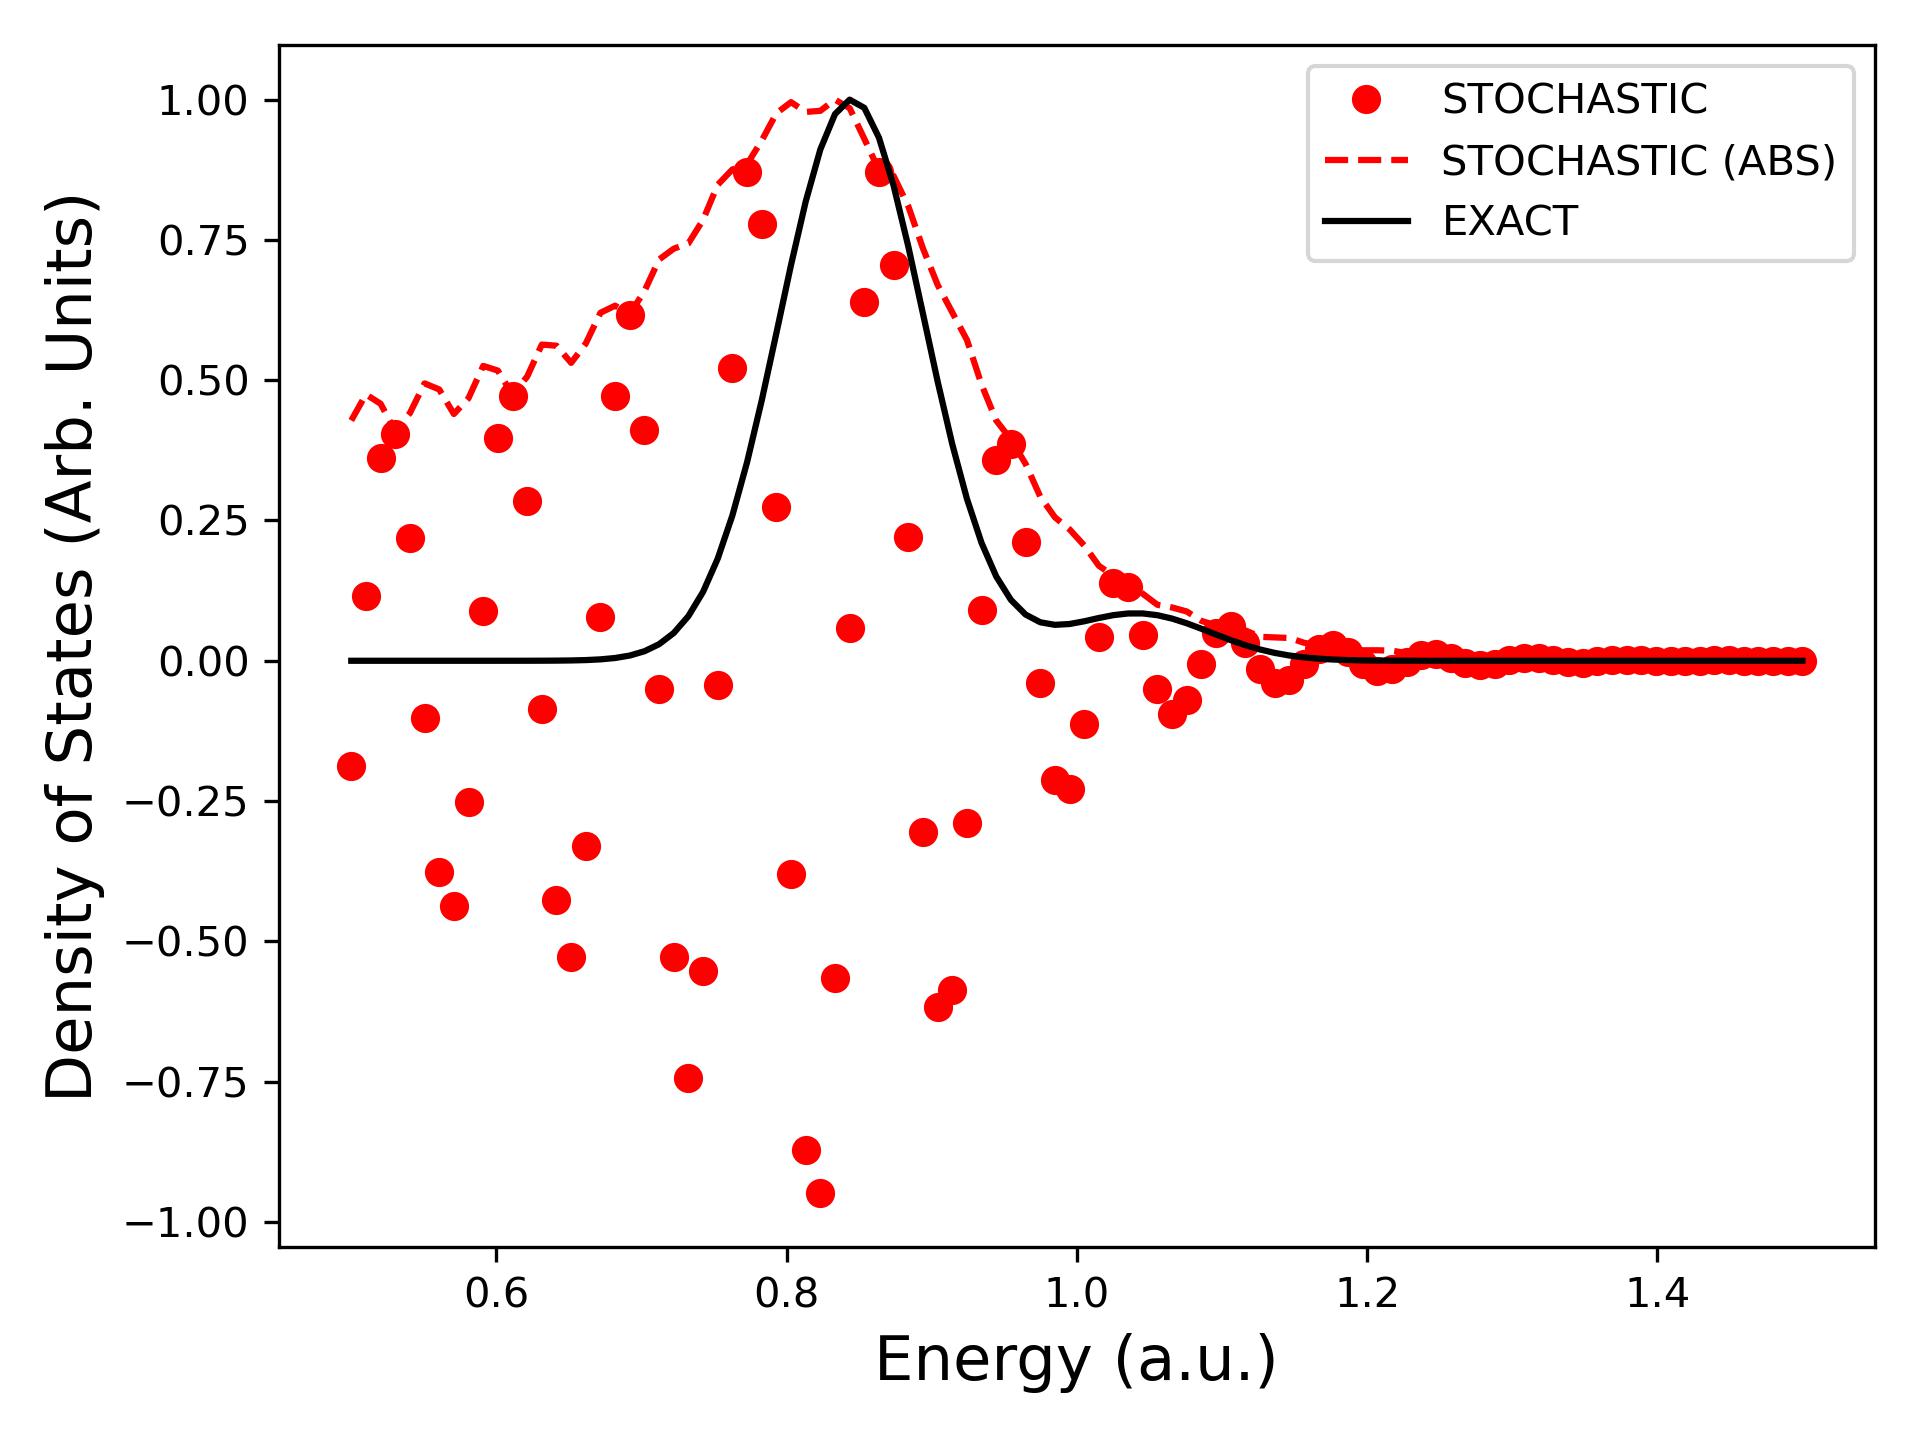 STOCHASTIC
STOCHASTIC (ABS)
EXACT
Density of States (Arb. Units)
1.00
0.75
0.50
0.25
0.00
−0.25
−0.50
−0.75
−1.00
0.6 0.8 1.0 1.2 1.4
Energy (a.u.)